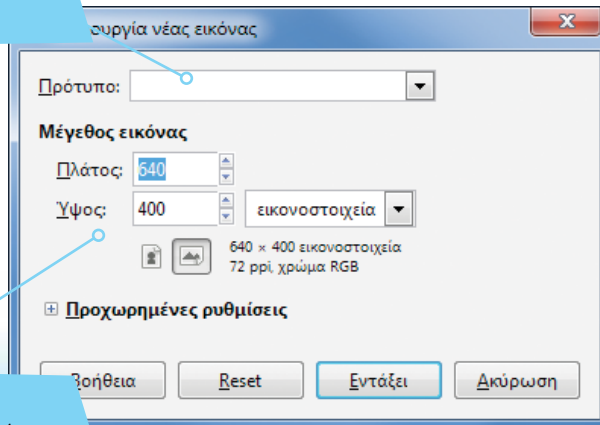 ουργία νέας εικόνας
Πρότυπο:
Μέγεθος εικόνας
Πλάτος: 640
Ύψος: 400 εικονοστοιχεία
640 × 400 εικονοστοιχεία
72 ppi, χρώμα RGB
Προχωρημένες ρυθμίσεις
Βοήθεια Reset Εντάξει Ακύρωση